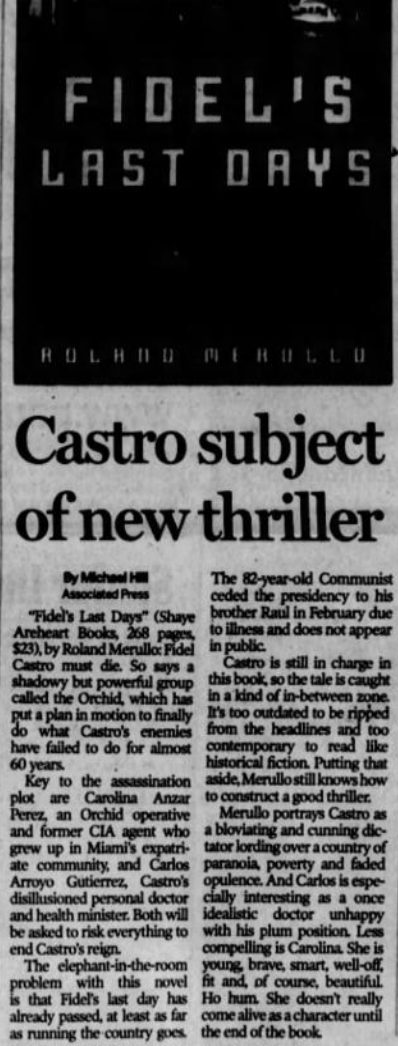 FIDEL'S
LAST DAYS
ROLAND MERULLO
Castro subject
of new thriller
By Michael Hill
Associated Press
"Fidel's Last Days" (Shaye
Areheart Books, 268 pages,
$23), by Roland Merullo: Fidel
Castro must die. So says a
shadowy but powerful group
called the Orchid, which has
put a plan in motion to finally
do what Castro's enemies
have failed to do for almost
60 years.
Key to the assassination
plot are Carolina Anzar
Perez, an Orchid operative
and former CIA agent who
grew up in Miami's expatri-
ate community, and Carlos
Arroyo Gutierrez, Castro's
disillusioned personal doctor
and health minister. Both will
be asked to risk everything to
end Castro's reign.
The elephant-in-the-room
problem with this novel
is that Fidel's last day has
already passed, at least as far
as running the country goes.
The 82-year-old Communist
ceded the presidency to his
brother Raul in February due
to illness and does not appear
in public.
Castro is still in charge in
this book, so the tale is caught
in a kind of in-between zone.
It's too outdated to be ripped
from the headlines and too
contemporary to read like
historical fiction. Putting that
aside, Merullo still knows how
to construct a good thriller.
Merullo portrays Castro as
a bloviating and cunning dic-
tator lording over a country of
paranoia, poverty and faded
opulence. And Carlos is espe-
cially interesting as a once
idealistic doctor unhappy
with his plum position. Less
compelling is Carolina. She is
young, brave, smart, well-off,
fit and, of course, beautiful.
Ho hum. She doesn't really
come alive as a character until
the end of the book.